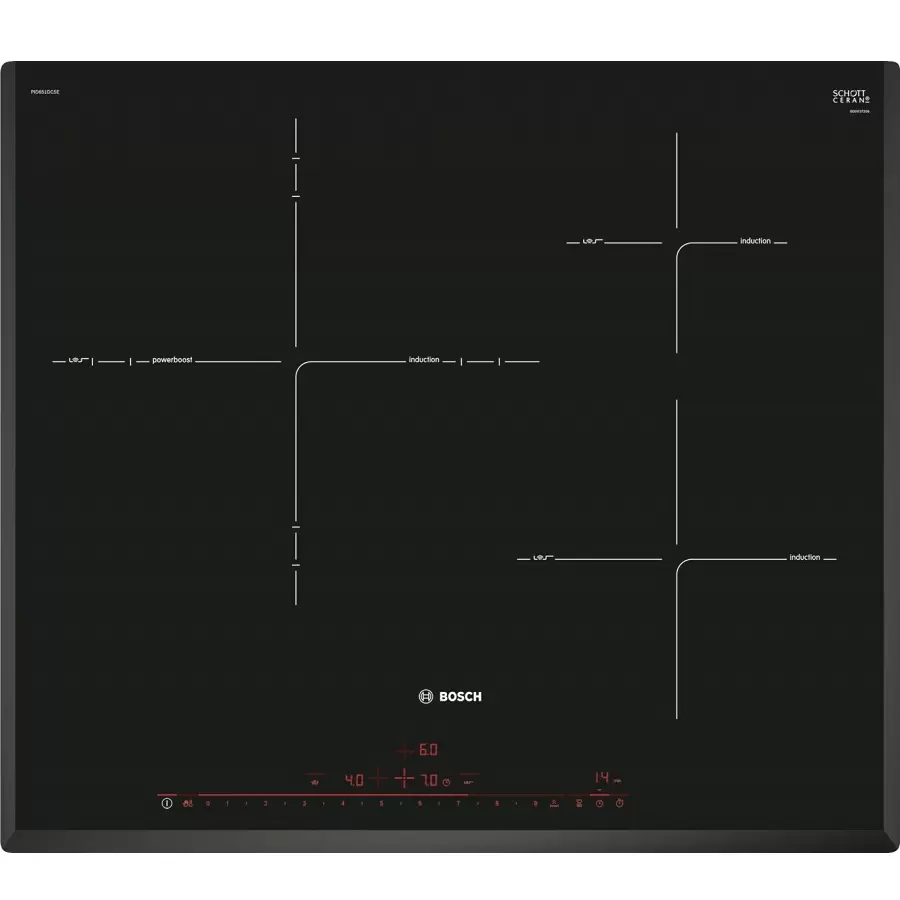 SCHOTT
CERAN®
induction
powerboost
induction
induction
BOSCH
6.0
4.0 7.0
14 min
0 1 2 3 4 5 6 7 8 9